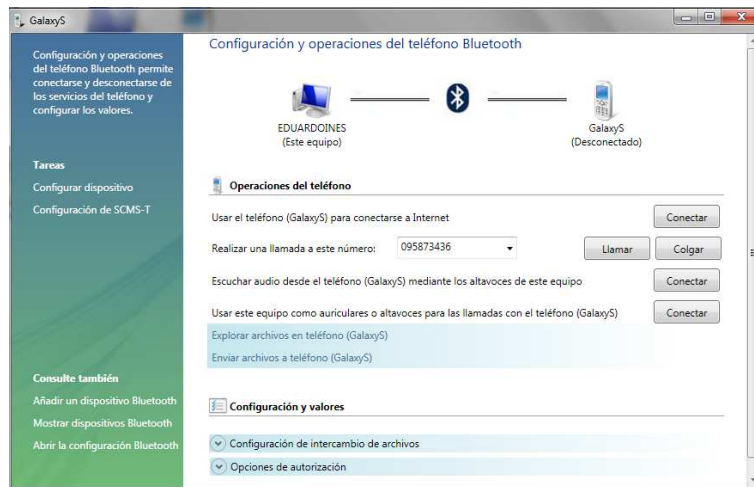 GalaxyS
Configuración y operaciones
del teléfono Bluetooth permite
conectarse y desconectarse de
los servicios del teléfono y
configurar los valores.
Tareas
Configurar dispositivo
Configuración de SCMS-T
Consulte también
Añadir un dispositivo Bluetooth
Mostrar dispositivos Bluetooth
Abrir la configuración Bluetooth
Configuración y operaciones del teléfono Bluetooth
EDUARDOINES
(Este equipo)
GalaxyS
(Desconectado)
Operaciones del teléfono
Usar el teléfono (GalaxyS) para conectarse a Internet Conectar
Realizar una llamada a este número: 095873436 Llamar Colgar
Escuchar audio desde el teléfono (GalaxyS) mediante los altavoces de este equipo Conectar
Usar este equipo como auriculares o altavoces para las llamadas con el teléfono (GalaxyS) Conectar
Explorar archivos en teléfono (GalaxyS)
Enviar archivos a teléfono (GalaxyS)
Configuración y valores
Configuración de intercambio de archivos
Opciones de autorización